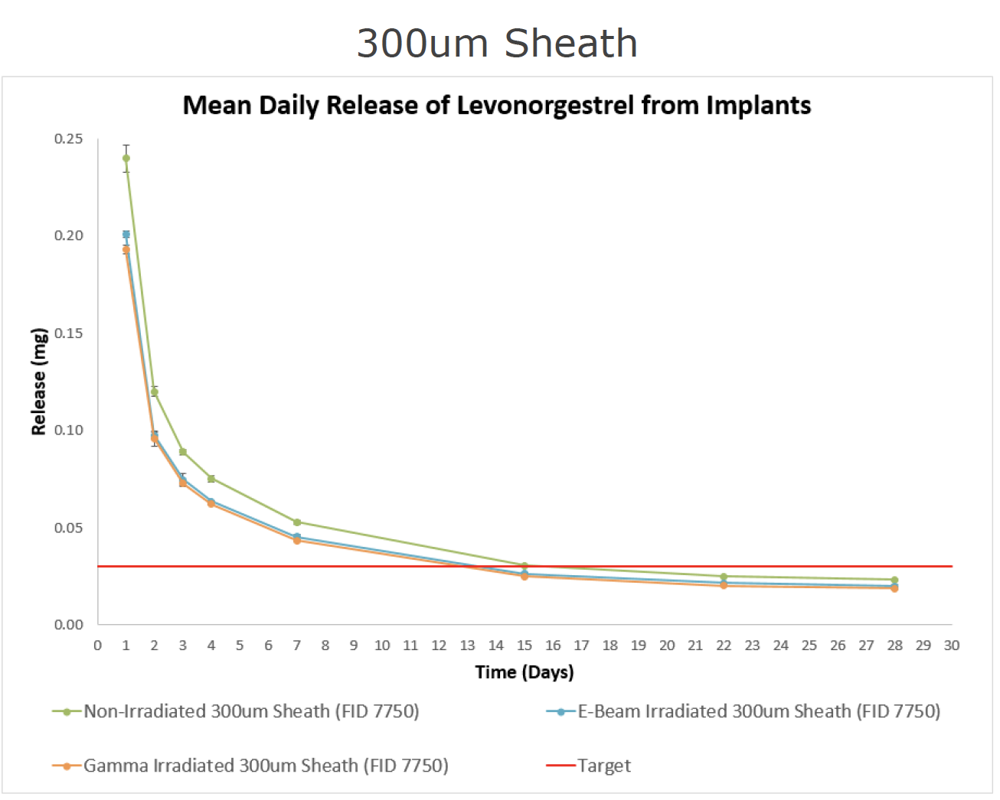 300um Sheath
Mean Daily Release of Levonorgestrel from Implants
0.25
0.20
0.15
0.10
0.05
0.00
Release (mg)
0 1 2 3 4 5 6 7 8 9 10 11 12 13 14 15 16 17 18 19 20 21 22 23 24 25 26 27 28 29 30
Time (Days)
Non-Irradiated 300um Sheath (FID 7750)
E-Beam Irradiated 300um Sheath (FID 7750)
Gamma Irradiated 300um Sheath (FID 7750)
Target